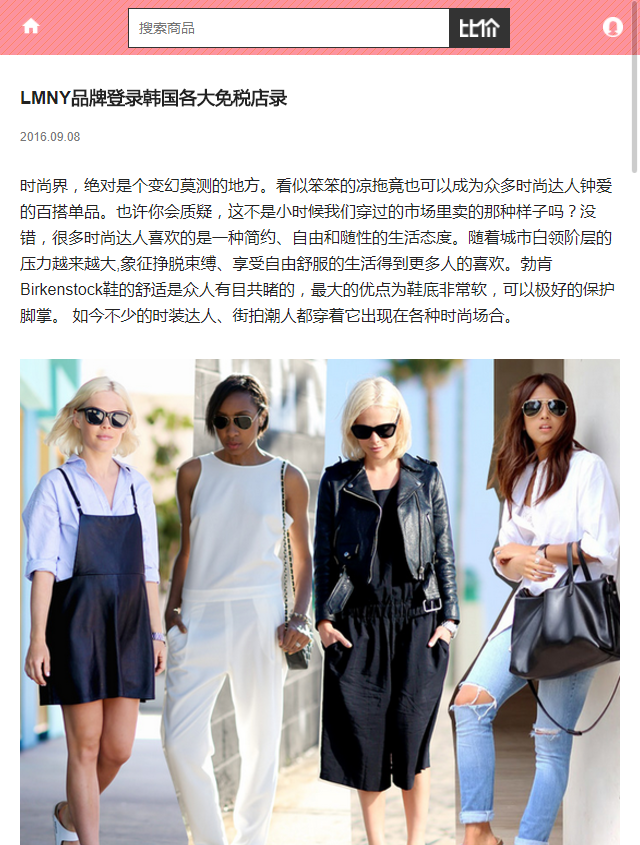 搜索商品
比价
LMNY品牌登录韩国各大免税店录
2016.09.08
时尚界，绝对是个变幻莫测的地方。看似笨笨的凉拖竟也可以成为众多时尚达人钟爱
的百搭单品。也许你会质疑，这不是小时候我们穿过的市场里卖的那种样子吗？没
错，很多时尚达人喜欢的是一种简约、自由和随性的生活态度。随着城市白领阶层的
压力越来越大,象征挣脱束缚、享受自由舒服的生活得到更多人的喜欢。勃肯
Birkenstock鞋的舒适是众人有目共睹的，最大的优点为鞋底非常软，可以极好的保护
脚掌。 如今不少的时装达人、街拍潮人都穿着它出现在各种时尚场合。